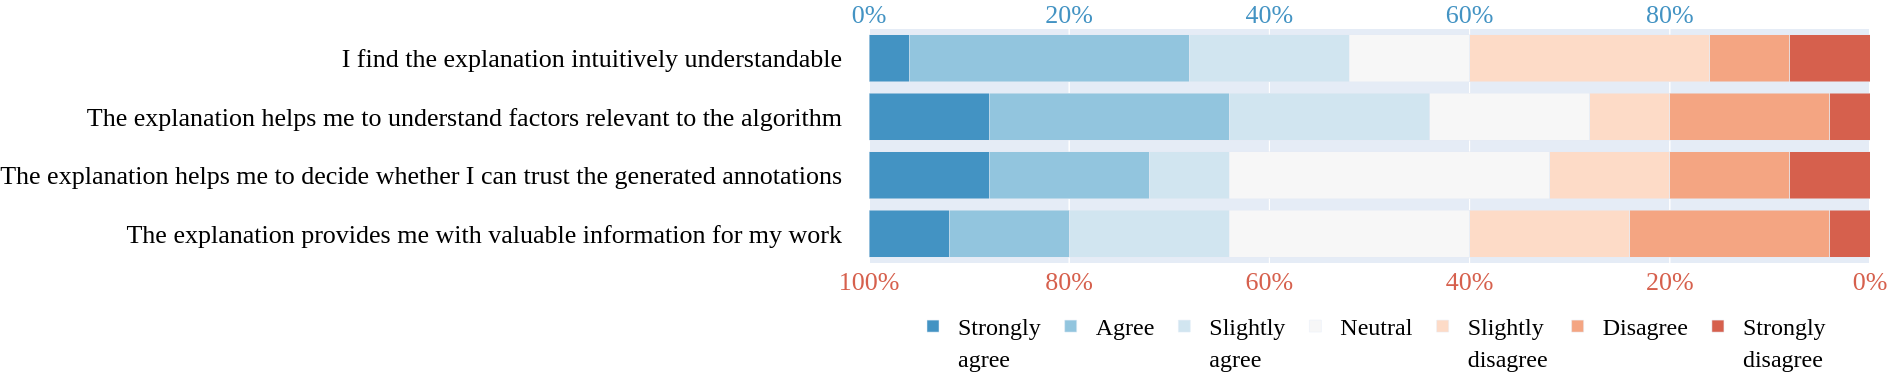 0% 20% 40% 60% 80%
I find the explanation intuitively understandable
The explanation helps me to understand factors relevant to the algorithm
The explanation helps me to decide whether I can trust the generated annotations
The explanation provides me with valuable information for my work
100% 80% 60% 40% 20% 0%
Strongly Agree Slightly Neutral Slightly Disagree Strongly
agree agree disagree disagree